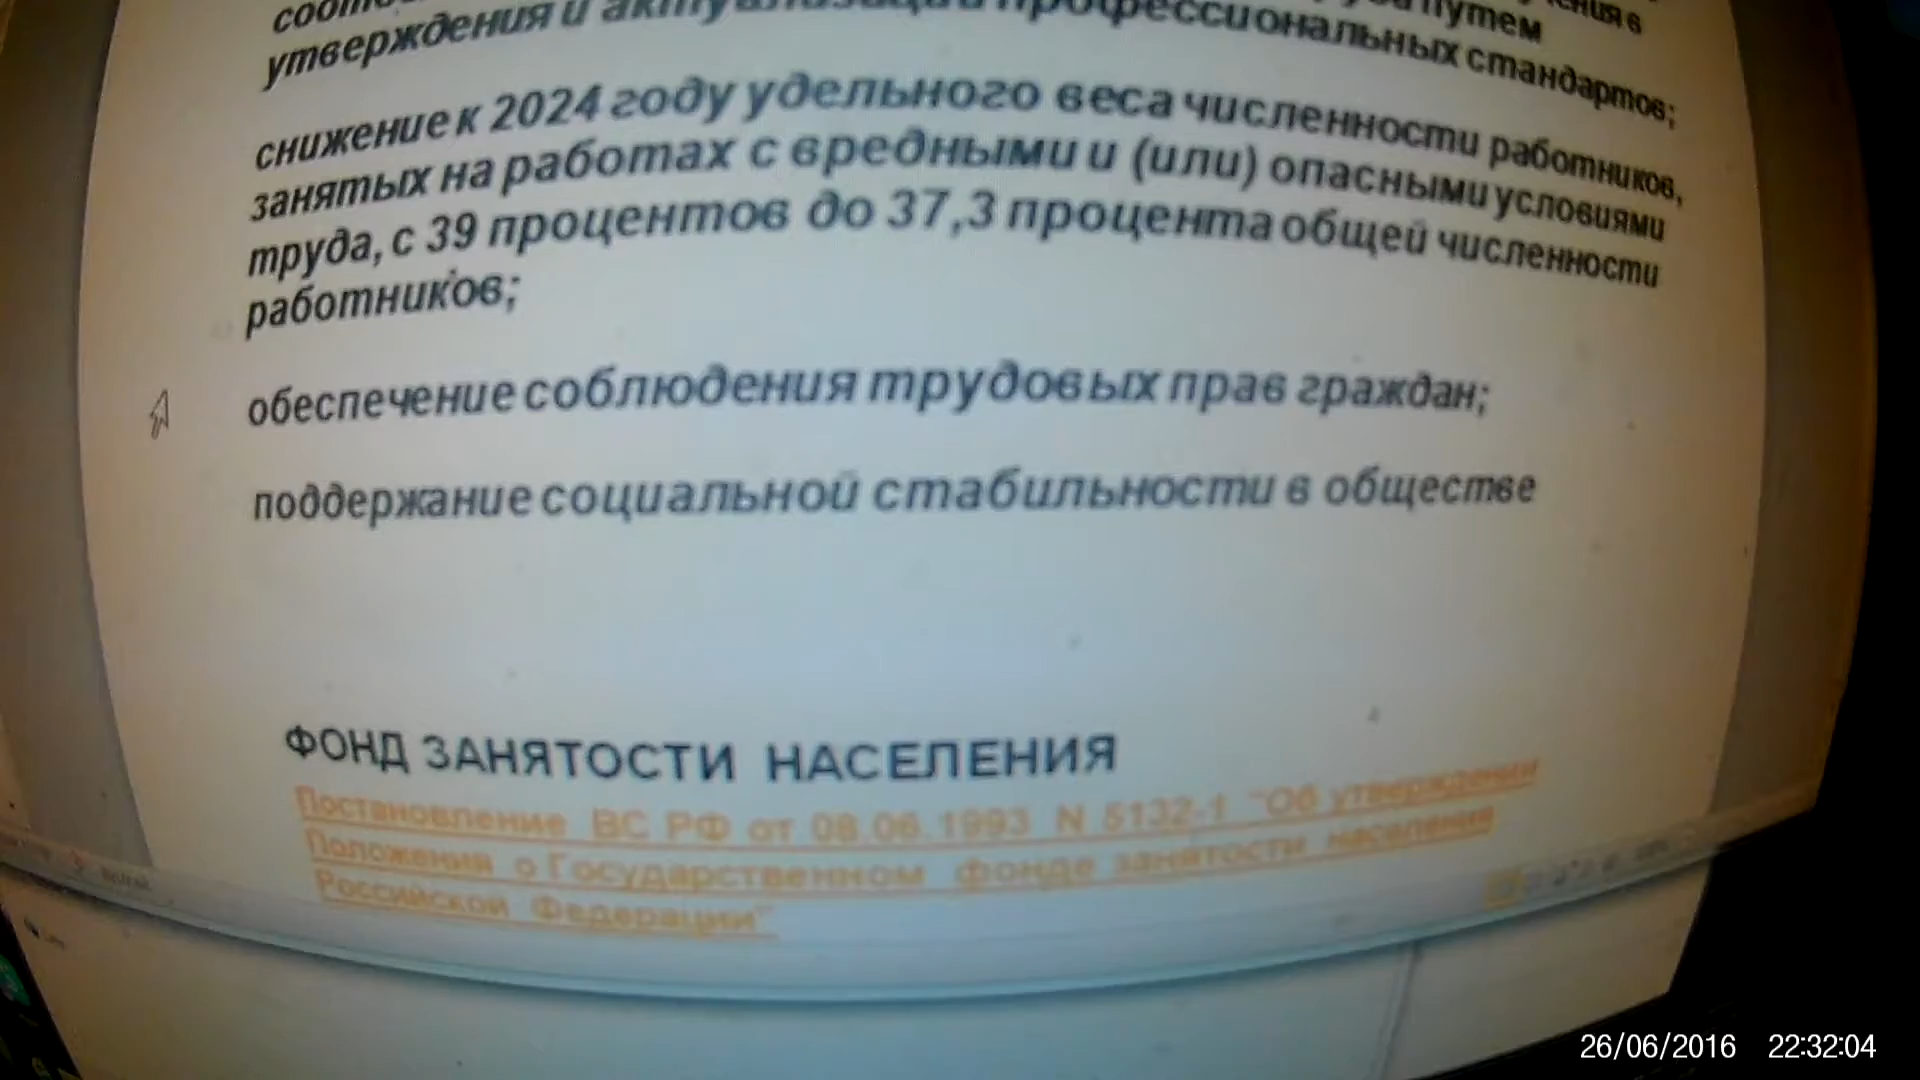 утверждения и актуализации профессиональных стандартов;
снижение к 2024 году удельного веса численности работников,
занятых на работах с вредными и (или) опасными условиями
труда, с 39 процентов до 37,3 процента общей численности
работников;
обеспечение соблюдения трудовых прав граждан;
поддержание социальной стабильности в обществе
ФОНД ЗАНЯТОСТИ НАСЕЛЕНИЯ
Постановление ВС РФ от 08.06.1993 N 5132-1 "Об утверждении
Положения о Государственном фонде занятости населения
Российской Федерации"
26/06/2016 22:32:04